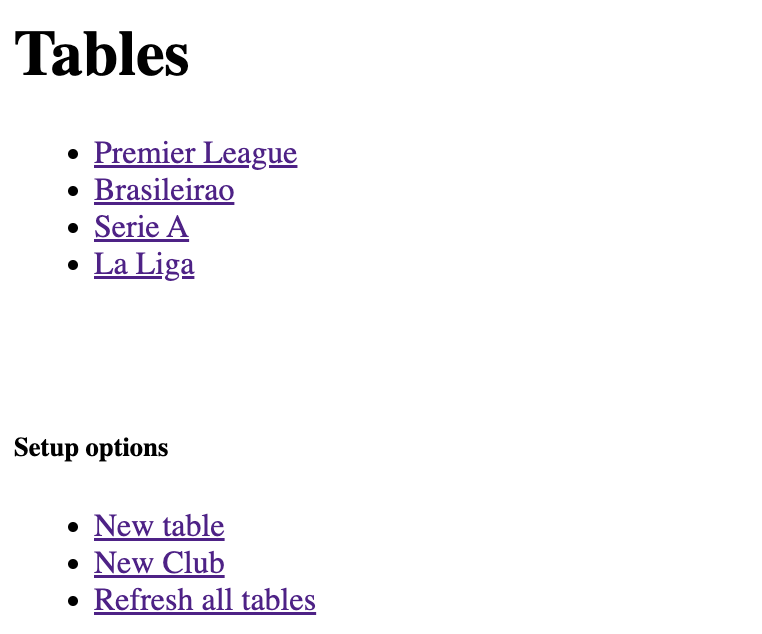 Tables
Premier League
Brasileirao
Serie A
La Liga
Setup options
New table
New Club
Refresh all tables